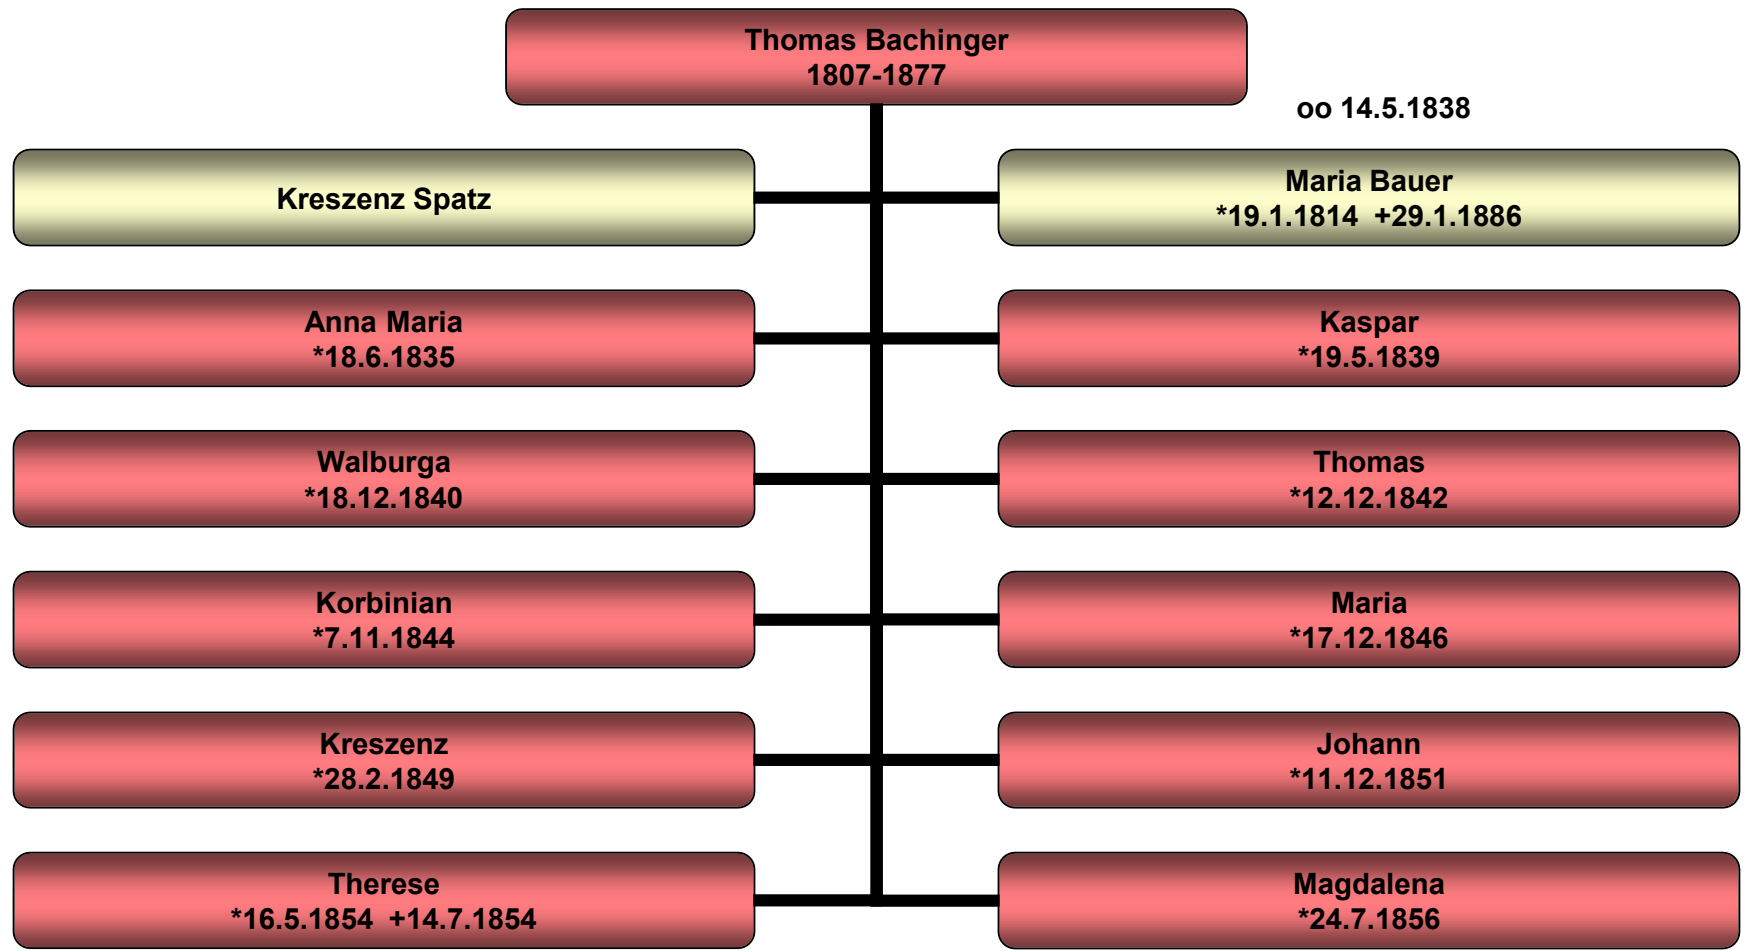 Thomas Bachinger
1807-1877
oo 14.5.1838
Kreszenz Spatz
Maria Bauer
*19.1.1814  +29.1.1886
Anna Maria
*18.6.1835
Kaspar
*19.5.1839
Walburga
*18.12.1840
Thomas
*12.12.1842
Korbinian
*7.11.1844
Maria
*17.12.1846
Kreszenz
*28.2.1849
Johann
*11.12.1851
Therese
*16.5.1854  +14.7.1854
Magdalena
*24.7.1856